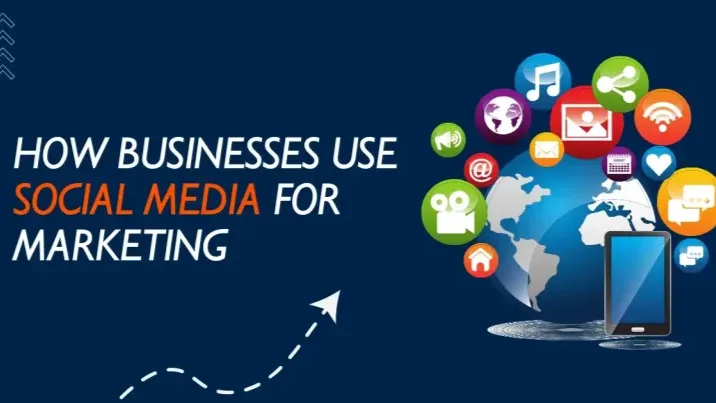 HOW BUSINESSES USE
SOCIAL MEDIA FOR
MARKETING